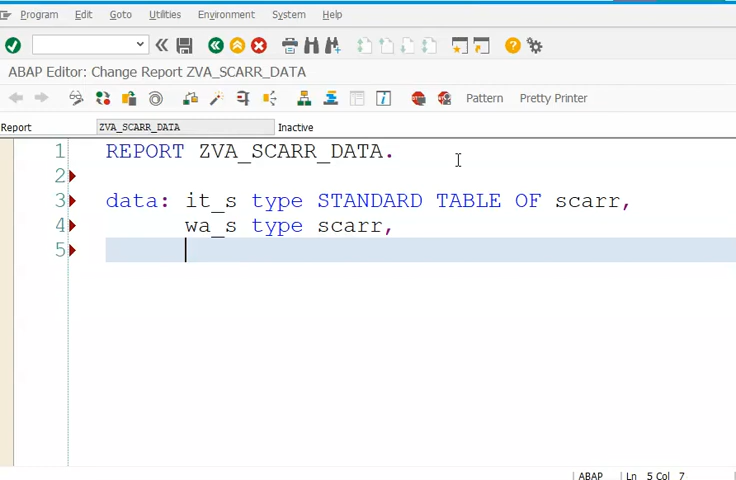 Program Edit Goto Utilities Environment System Help
ABAP Editor: Change Report ZVA_SCARR_DATA
Pattern Pretty Printer
Report ZVA_SCARR_DATA Inactive
1 REPORT ZVA_SCARR_DATA.
2
3 data: it_s type STANDARD TABLE OF scarr,
4 wa_s type scarr,
5
ABAP Ln 5 Col 7